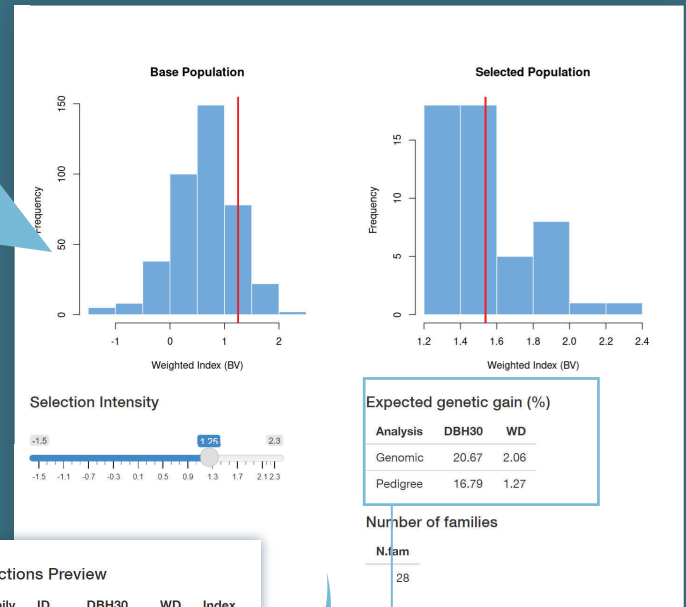 Base Population
Frequency
0
50
100
150
-1 0 1 2
Weighted Index (BV)
Selected Population
Frequency
0
5
10
15
1.2 1.4 1.6 1.8 2.0 2.2 2.4
Weighted Index (BV)
Selection Intensity
-1.5 1.25 2.3
-1.5 -1.1 -0.7 -0.3 0.1 0.5 0.9 1.3 1.7 2.1 2.3
Expected genetic gain (%)
Analysis DBH30 WD
Genomic 20.67 2.06
Pedigree 16.79 1.27
Number of families
N.fam
28
ctions Preview
ily ID DBH30 WD Index